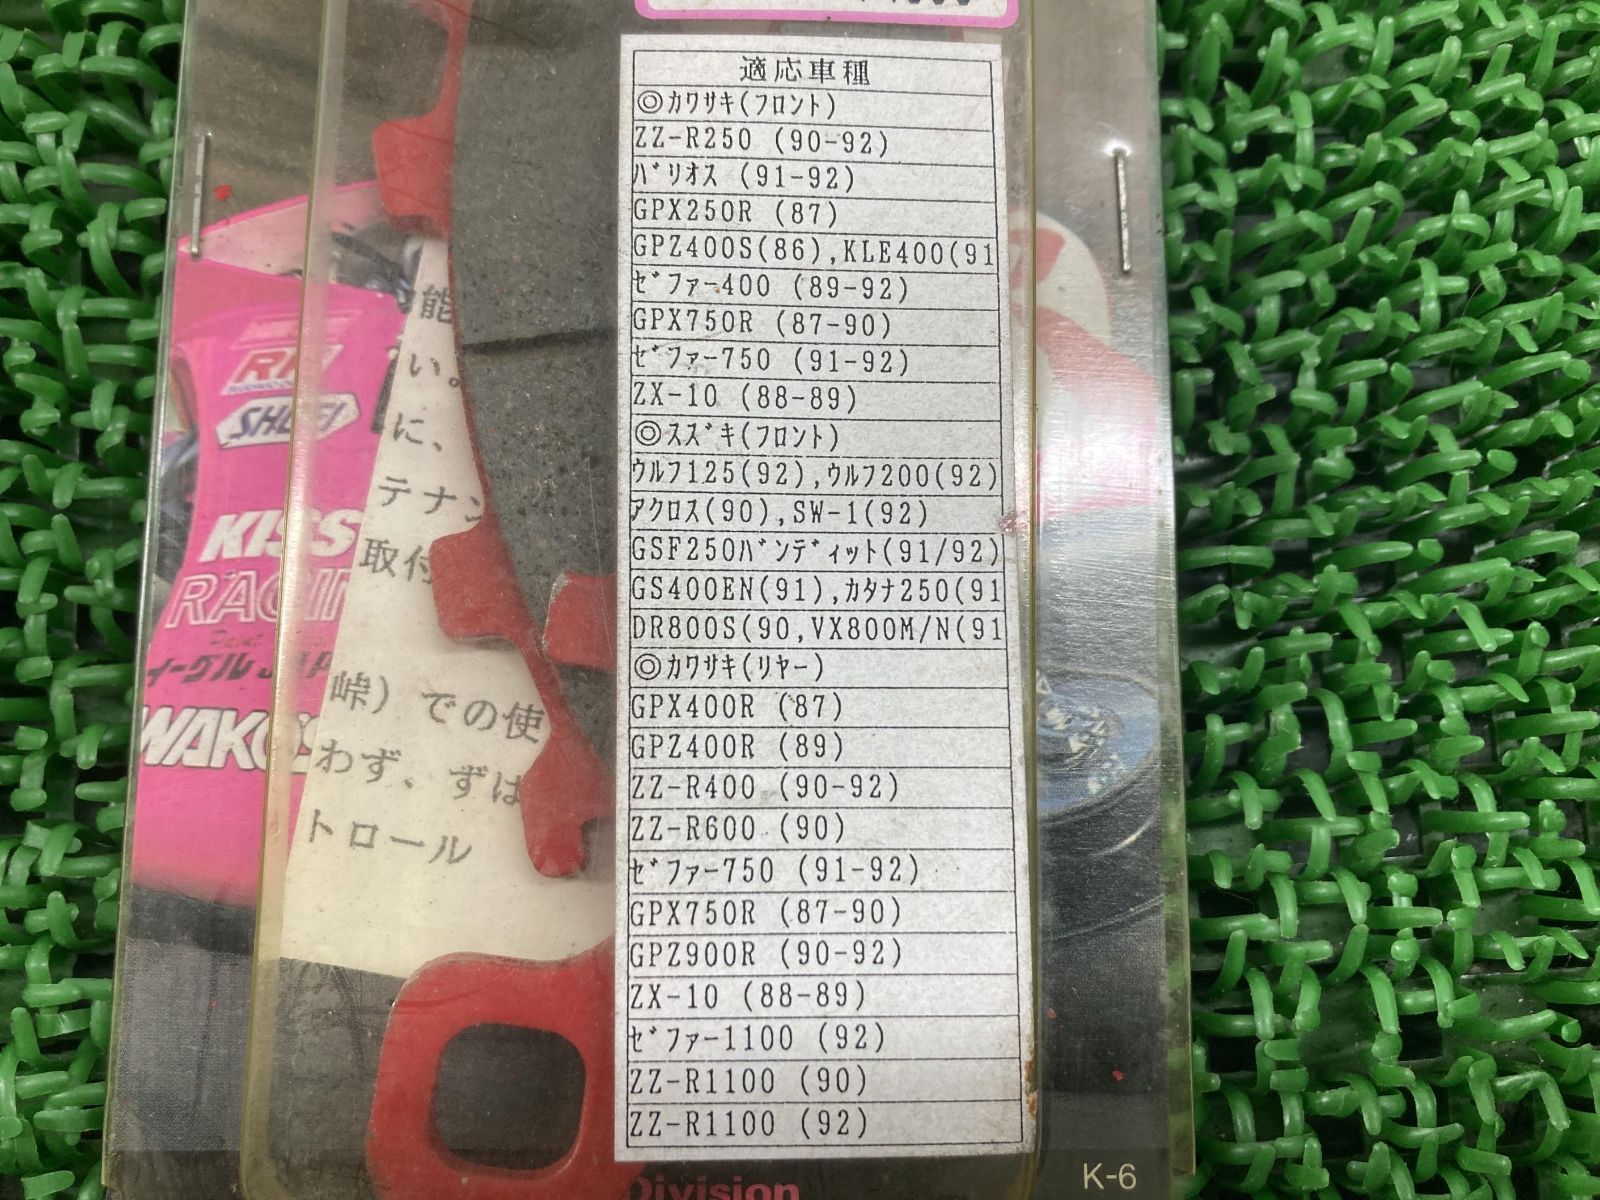 適応車種
◎カワサキ(フロント)
ZZ-R250 (90-92)
バリオス (91-92)
GPX250R (87)
GPZ400S(86),KLE400(91
ゼファー400 (89-92)
GPX750R (87-90)
ゼファー750 (91-92)
ZX-10 (88-89)
◎スズキ(フロント)
ウルフ125(92),ウルフ200(92)
アクロス(90),SW-1(92)
GSF250バンディット(91/92)
GS400EN(91),カタナ250(91
DR800S(90,VX800M/N(91
◎カワサキ(リヤー)
GPX400R (87)
GPZ400R (89)
ZZ-R400 (90-92)
ZZ-R600 (90)
ゼファー750 (91-92)
GPX750R (87-90)
GPZ900R (90-92)
ZX-10 (88-89)
ゼファー1100 (92)
ZZ-R1100 (90)
ZZ-R1100 (92)
能
い。
に、
テナン
取付
峠）での使
わず、ずは
トロール
SHOEI
KISS
RACIN
イーグル
WAKO
Division
K-6